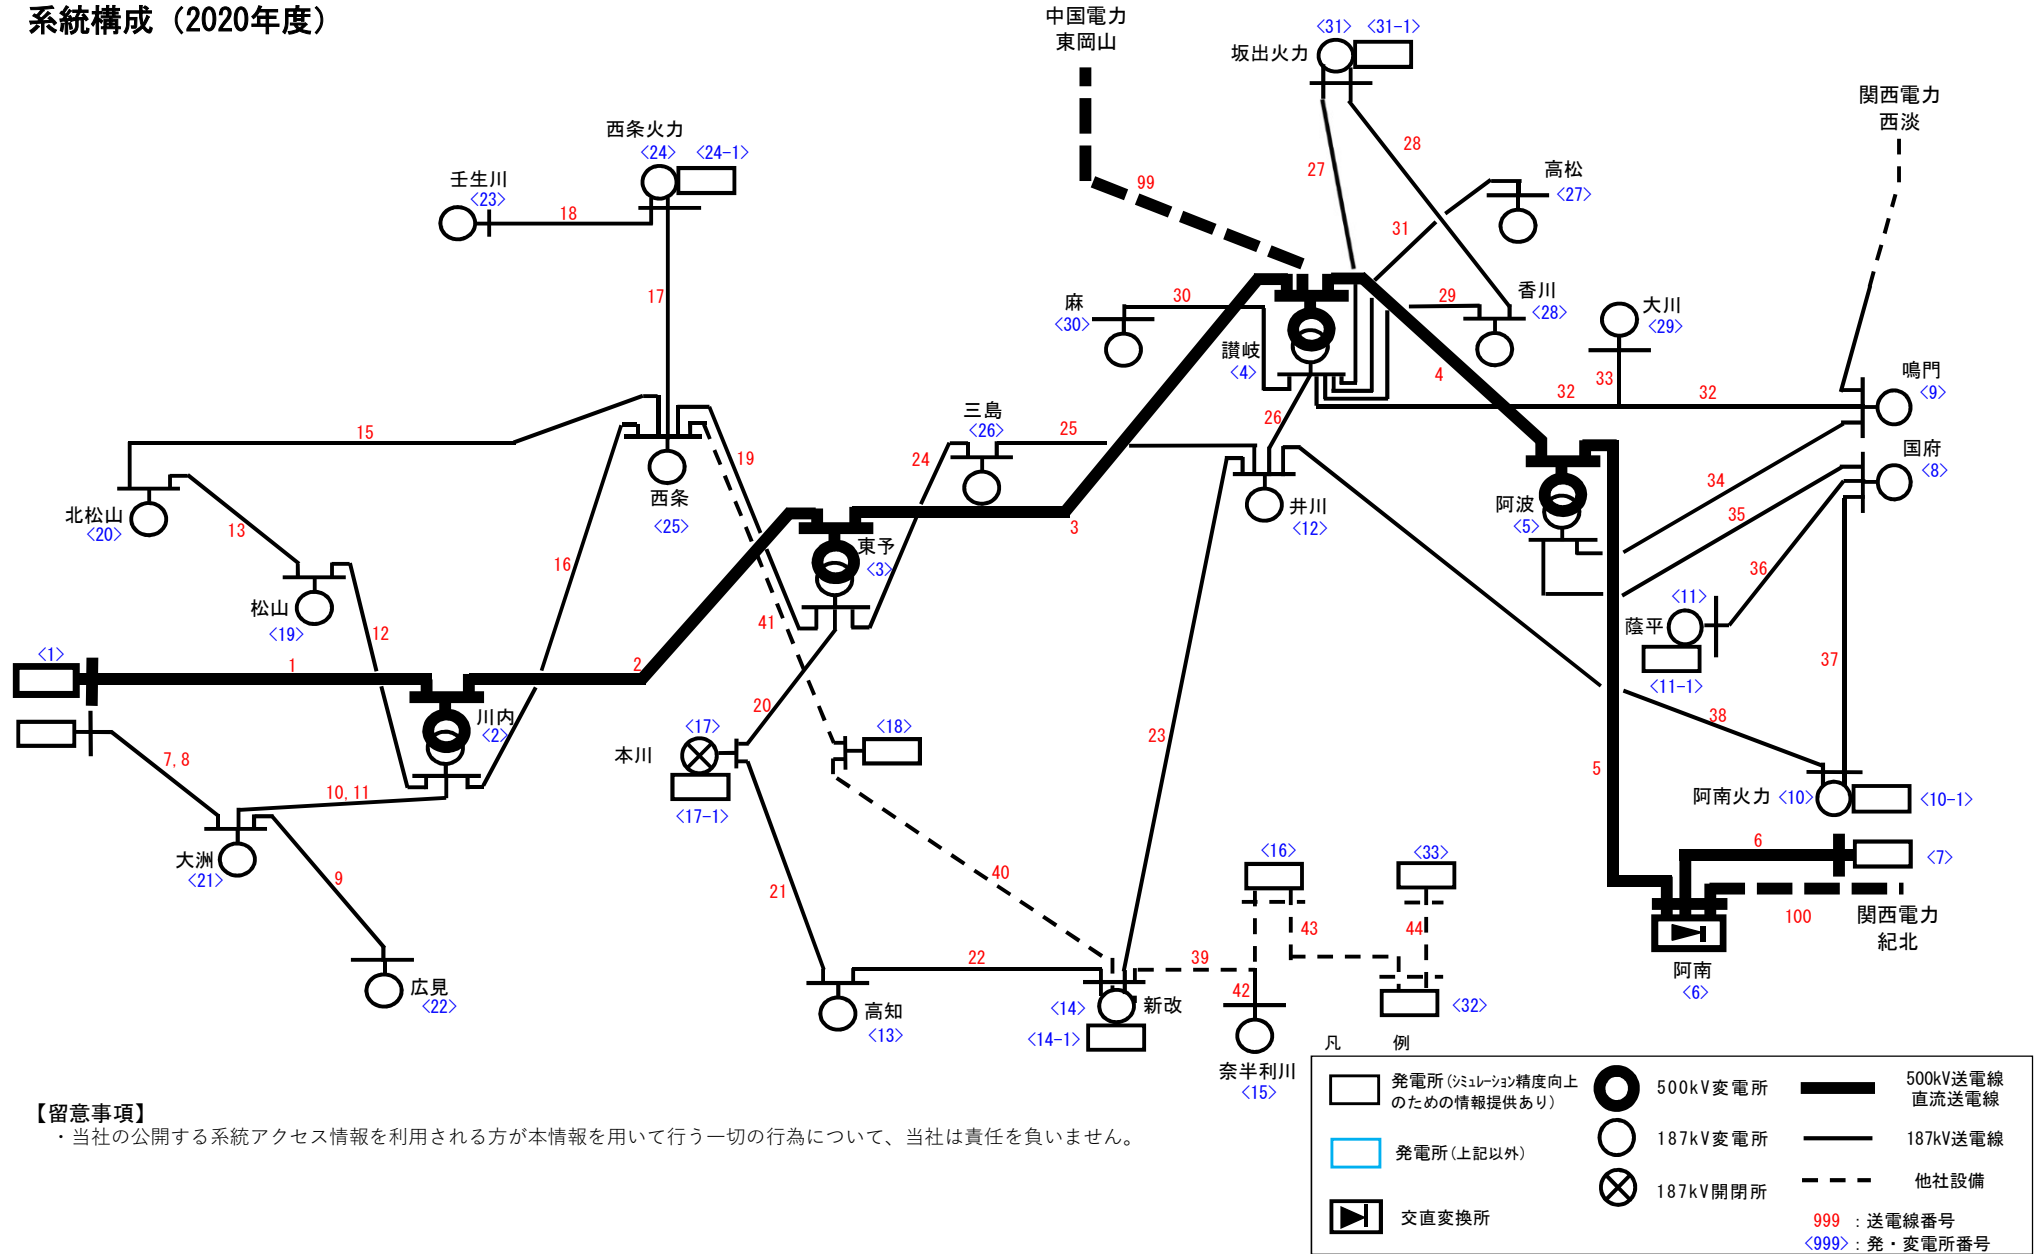 系統構成（2020年度）
中国電力
東岡山
<31> <31-1>
坂出火力
関西電力
西淡
西条火力
<24> <24-1>
壬生川
<23>
18
17
99
27
28
高松
<27>
31
麻
<30>
30
讃岐
<4>
29
香川
<28>
大川
<29>
4
33
32
32
鳴門
<9>
国府
<8>
15
北松山
<20>
13
松山
<19>
12
16
西条
<25>
19
24
三島
<26>
25
26
井川
<12>
3
東予
<3>
阿波
<5>
34
35
36
<11>
蔭平
<11-1>
37
<1>
1
2
川内
<2>
41
20
本川
<17>
<17-1>
<18>
23
38
5
7,8
10,11
大洲
<21>
9
広見
<22>
21
40
22
高知
<13>
<14>
<14-1>
新改
39
42
奈半利川
<15>
<16>
43
<33>
44
<32>
阿南火力 <10> <10-1>
6
<7>
100
関西電力
紀北
阿南
<6>
凡 例
発電所(ｼﾐｭﾚｰｼｮﾝ精度向上
のための情報提供あり)
発電所(上記以外)
交直変換所
500kV変電所
187kV変電所
187kV開閉所
500kV送電線
直流送電線
187kV送電線
他社設備
999 ：送電線番号
<999>：発・変電所番号
【留意事項】
・当社の公開する系統アクセス情報を利用される方が本情報を用いて行う一切の行為について、当社は責任を負いません。